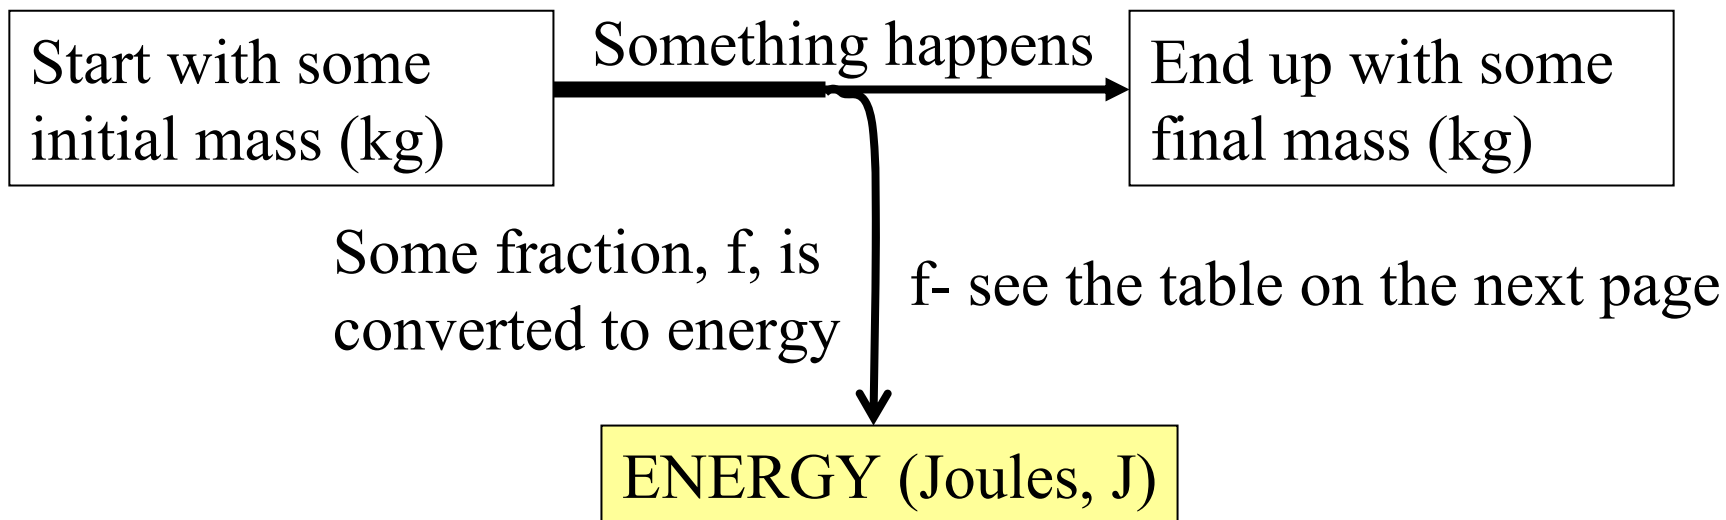 Start with some
initial mass (kg)
Something happens
End up with some
final mass (kg)
Some fraction, f, is
converted to energy
f- see the table on the next page
ENERGY (Joules, J)